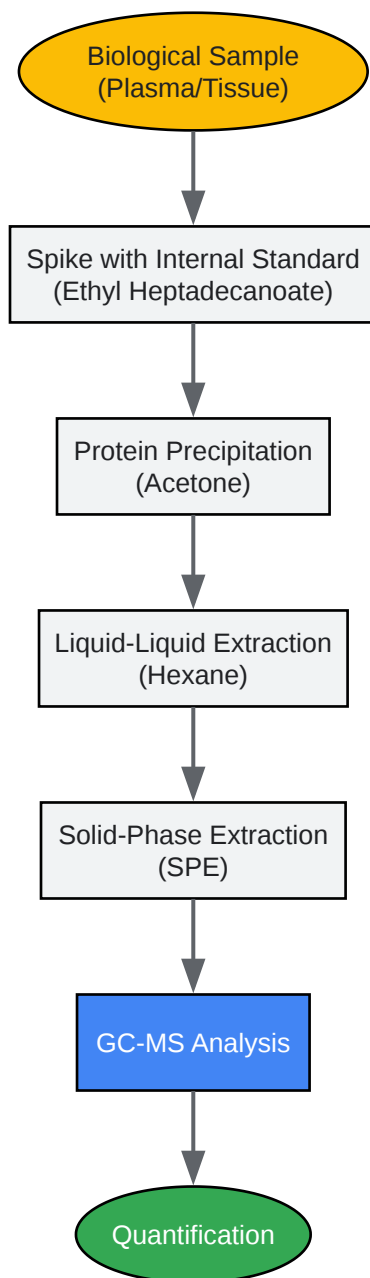 Biological Sample
(Plasma/Tissue)
Spike with Internal Standard
(Ethyl Heptadecanoate)
Protein Precipitation
(Acetone)
Liquid-Liquid Extraction
(Hexane)
Solid-Phase Extraction
(SPE)
GC-MS Analysis
Quantification